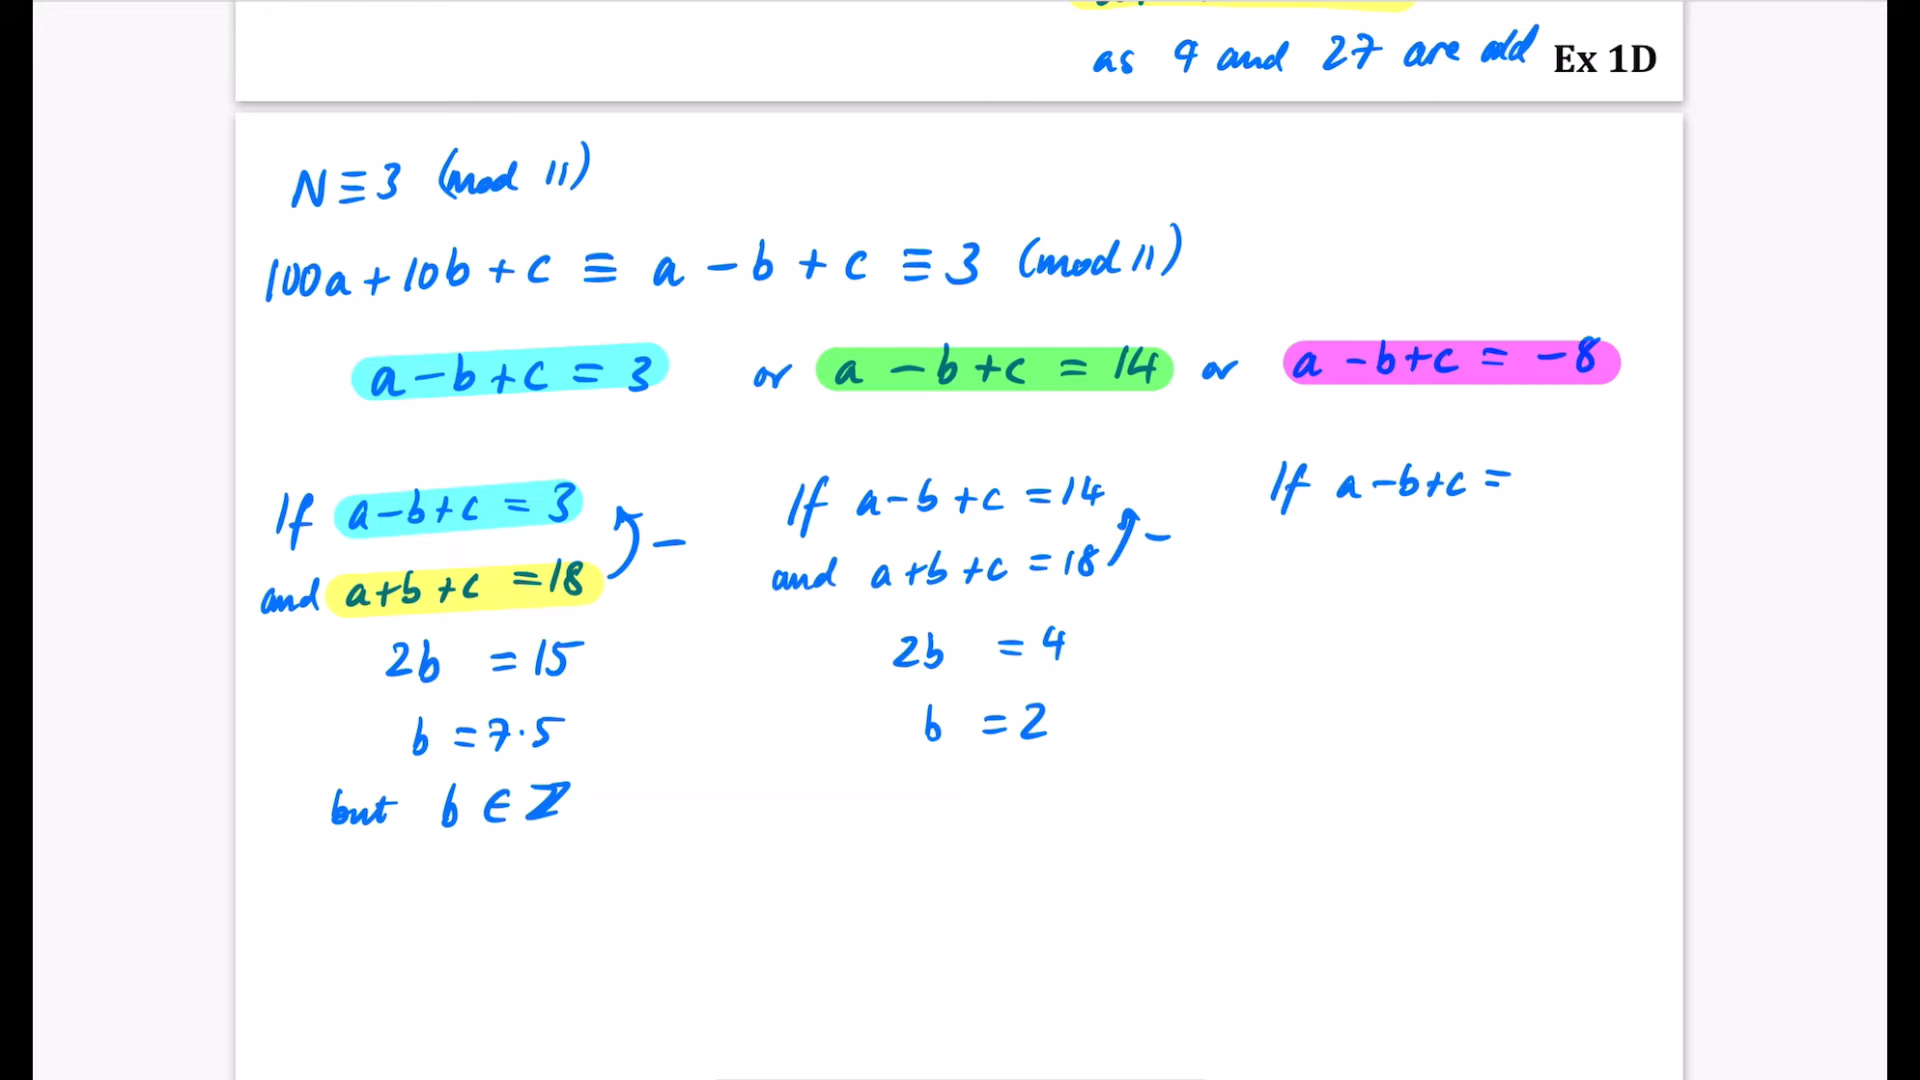 as 9 and 27 are odd Ex 1D
N ≡ 3 (mod 11)
100a + 10b + c ≡ a - b + c ≡ 3 (mod 11)
a - b + c = 3 or a - b + c = 14 or a - b + c = -8
If a - b + c = 3
and a + b + c = 18
2b = 15
b = 7.5
but b ∈ ℤ
If a - b + c = 14
and a + b + c = 18
2b = 4
b = 2
If a - b + c =